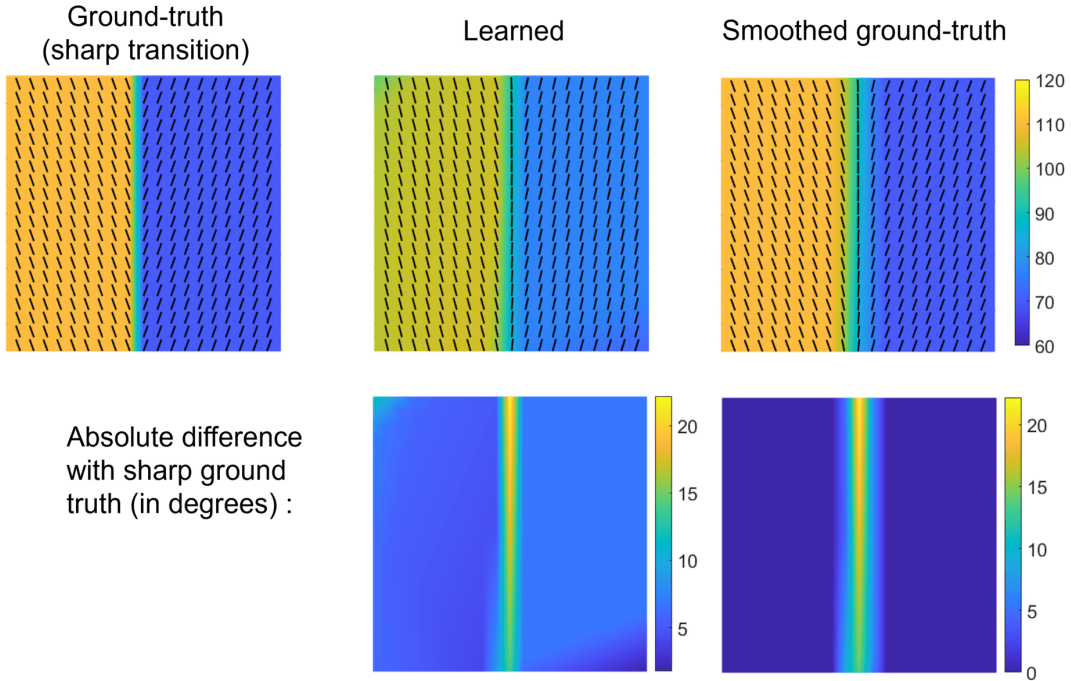 Ground-truth
(sharp transition)
Learned
Smoothed ground-truth
120
110
100
90
80
70
60
Absolute difference
with sharp ground
truth (in degrees) :
20
15
10
5
20
15
10
5
0